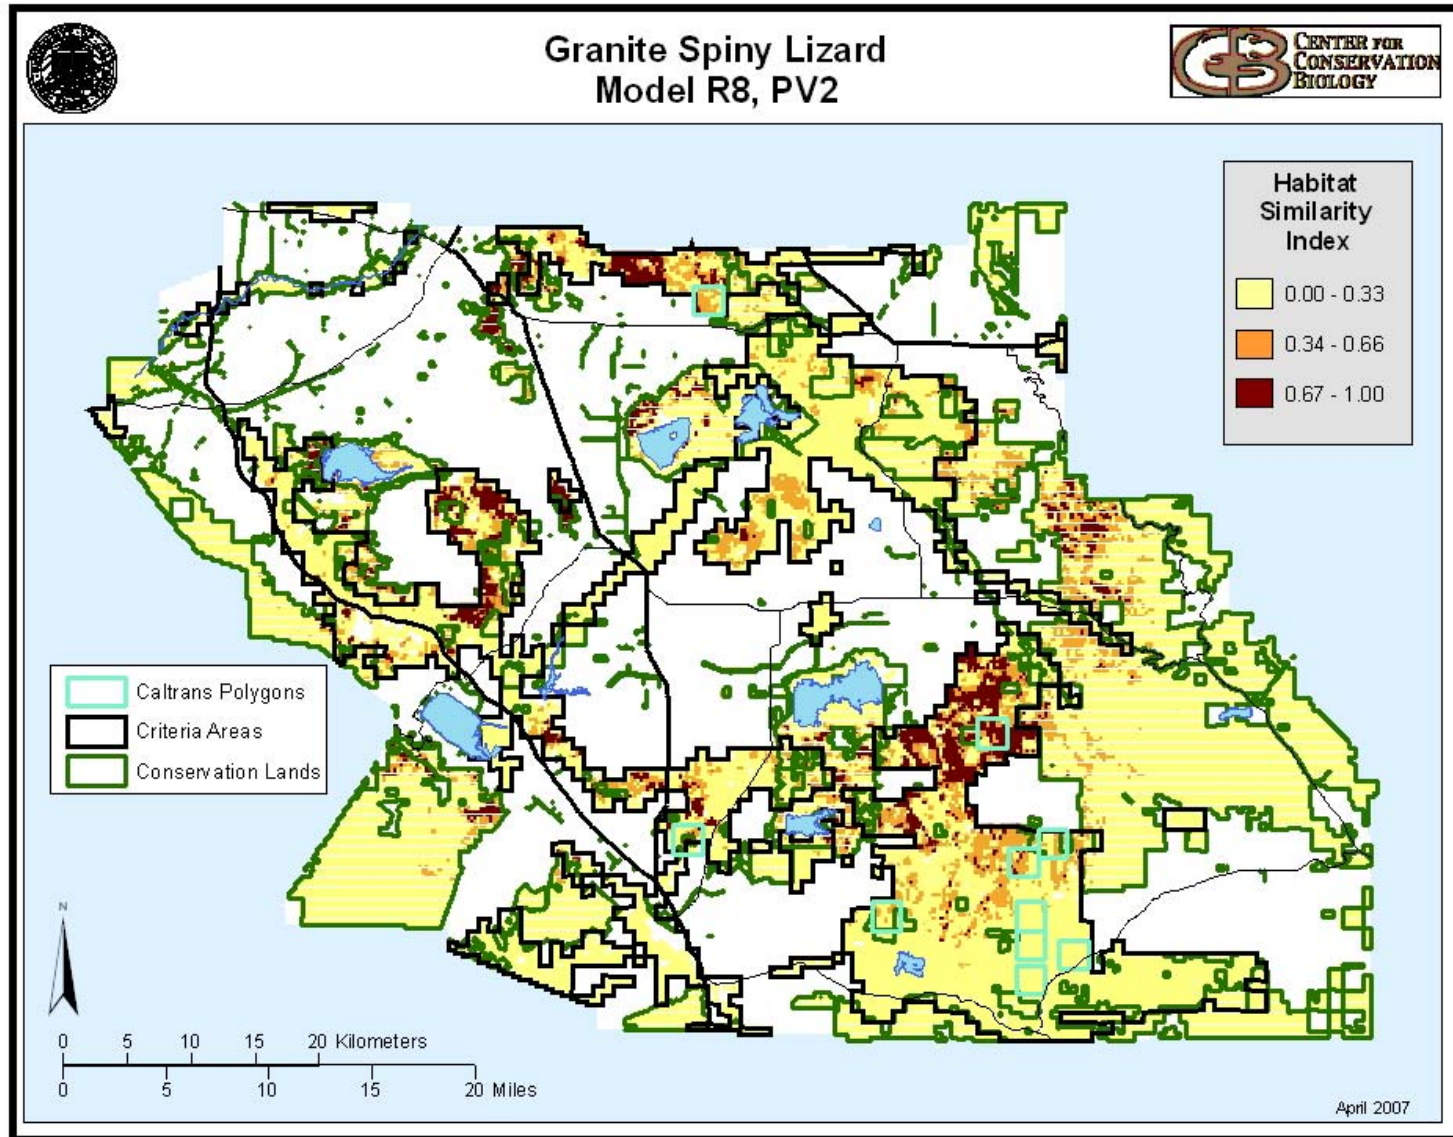 Granite Spiny Lizard
Model R8, PV2
CENTER FOR
CONSERVATION
BIOLOGY
Habitat
Similarity
Index
0.00 - 0.33
0.34 - 0.66
0.67 - 1.00
Caltrans Polygons
Criteria Areas
Conservation Lands
N
0 5 10 15 20 Kilometers
0 5 10 15 20 Miles
April 2007